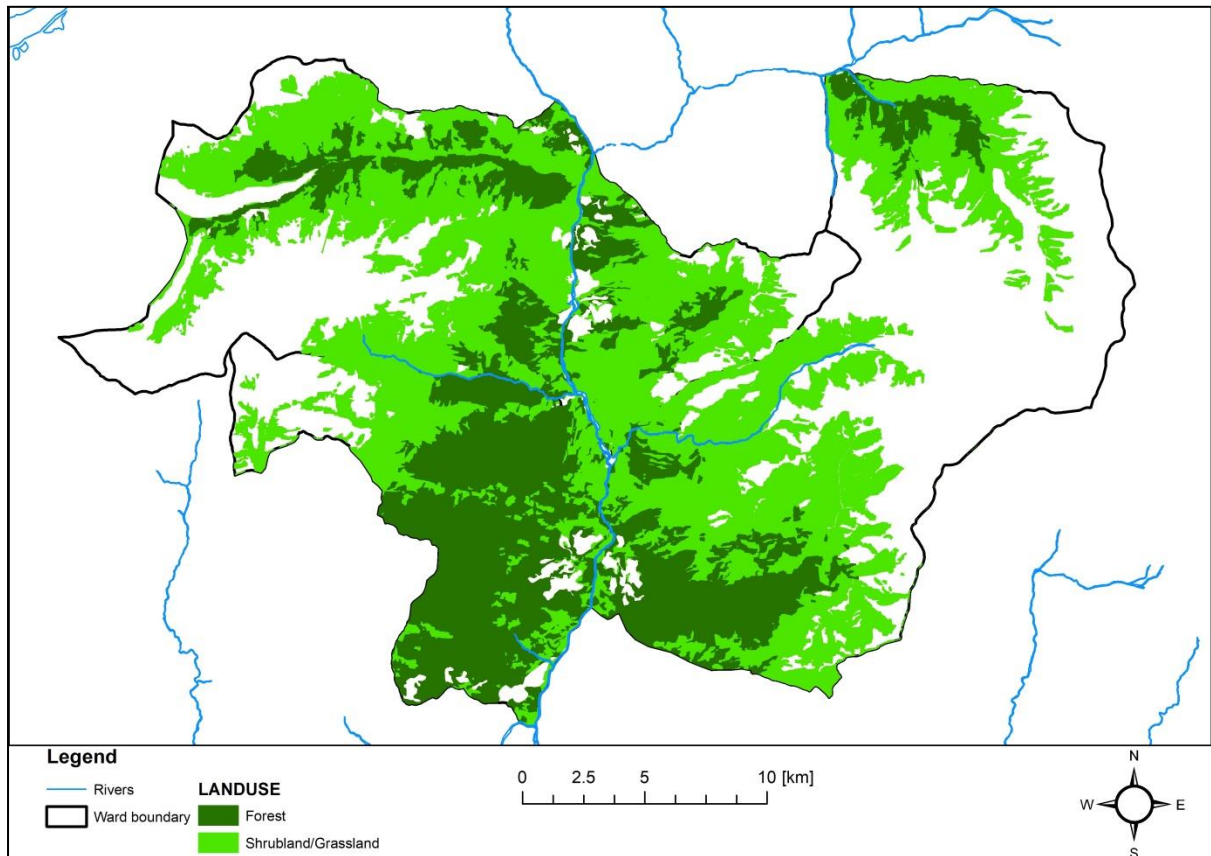 Legend
Rivers
Ward boundary
LANDUSE
Forest
Shrubland/Grassland
0 2.5 5 10 [km]
N
W E
S